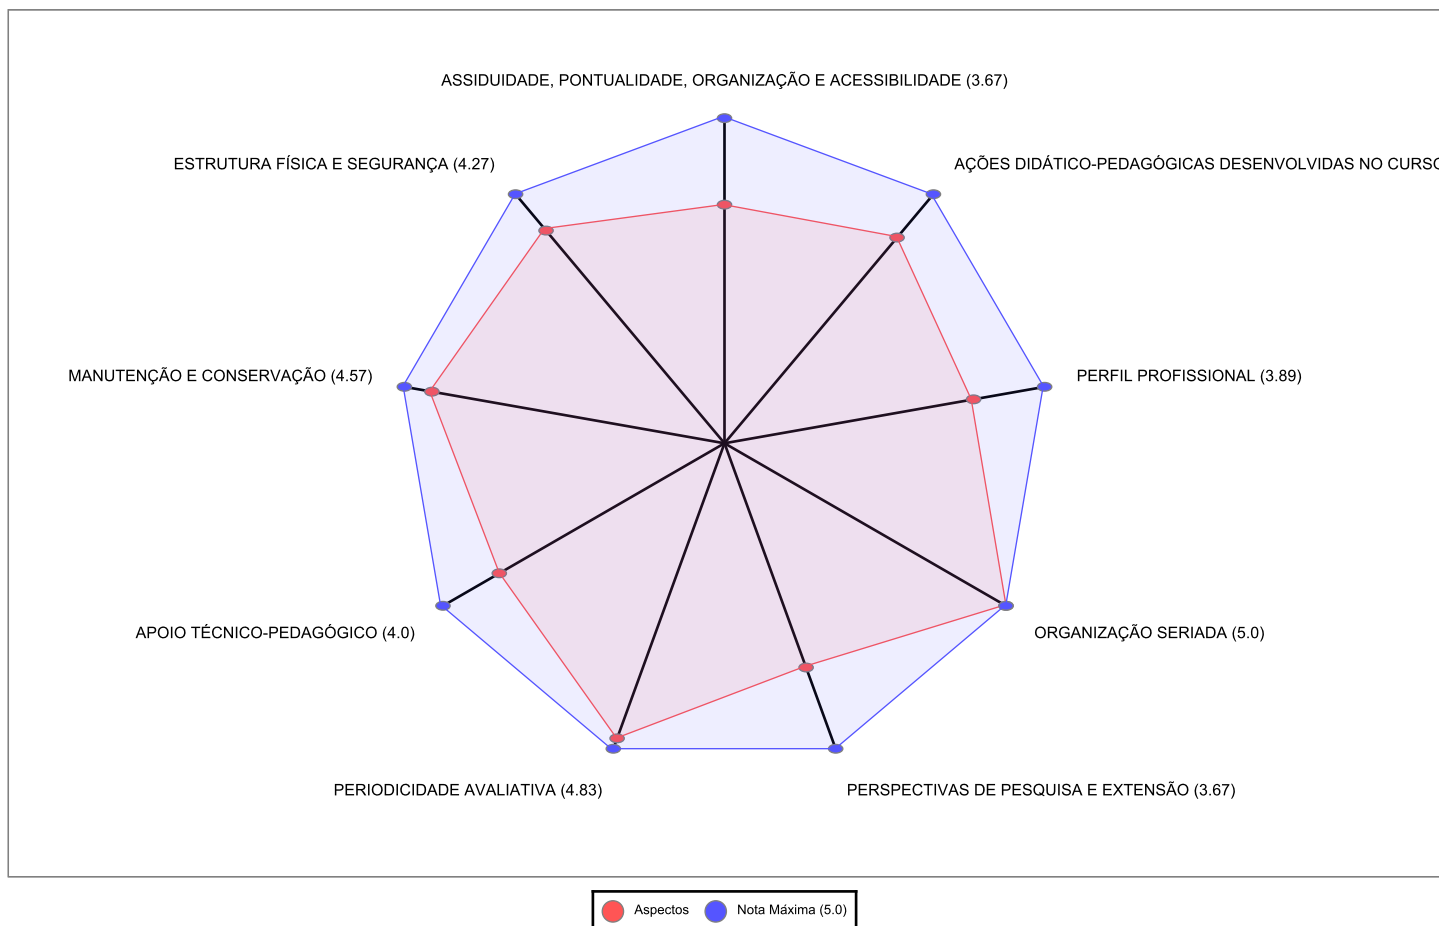 ASSIDUIDADE, PONTUALIDADE, ORGANIZAÇÃO E ACESSIBILIDADE (3.67)
ESTRUTURA FÍSICA E SEGURANÇA (4.27)
AÇÕES DIDÁTICO-PEDAGÓGICAS DESENVOLVIDAS NO CURSO
MANUTENÇÃO E CONSERVAÇÃO (4.57)
PERFIL PROFISSIONAL (3.89)
APOIO TÉCNICO-PEDAGÓGICO (4.0)
ORGANIZAÇÃO SERIADA (5.0)
PERIODICIDADE AVALIATIVA (4.83)
PERSPECTIVAS DE PESQUISA E EXTENSÃO (3.67)
Aspectos
Nota Máxima (5.0)